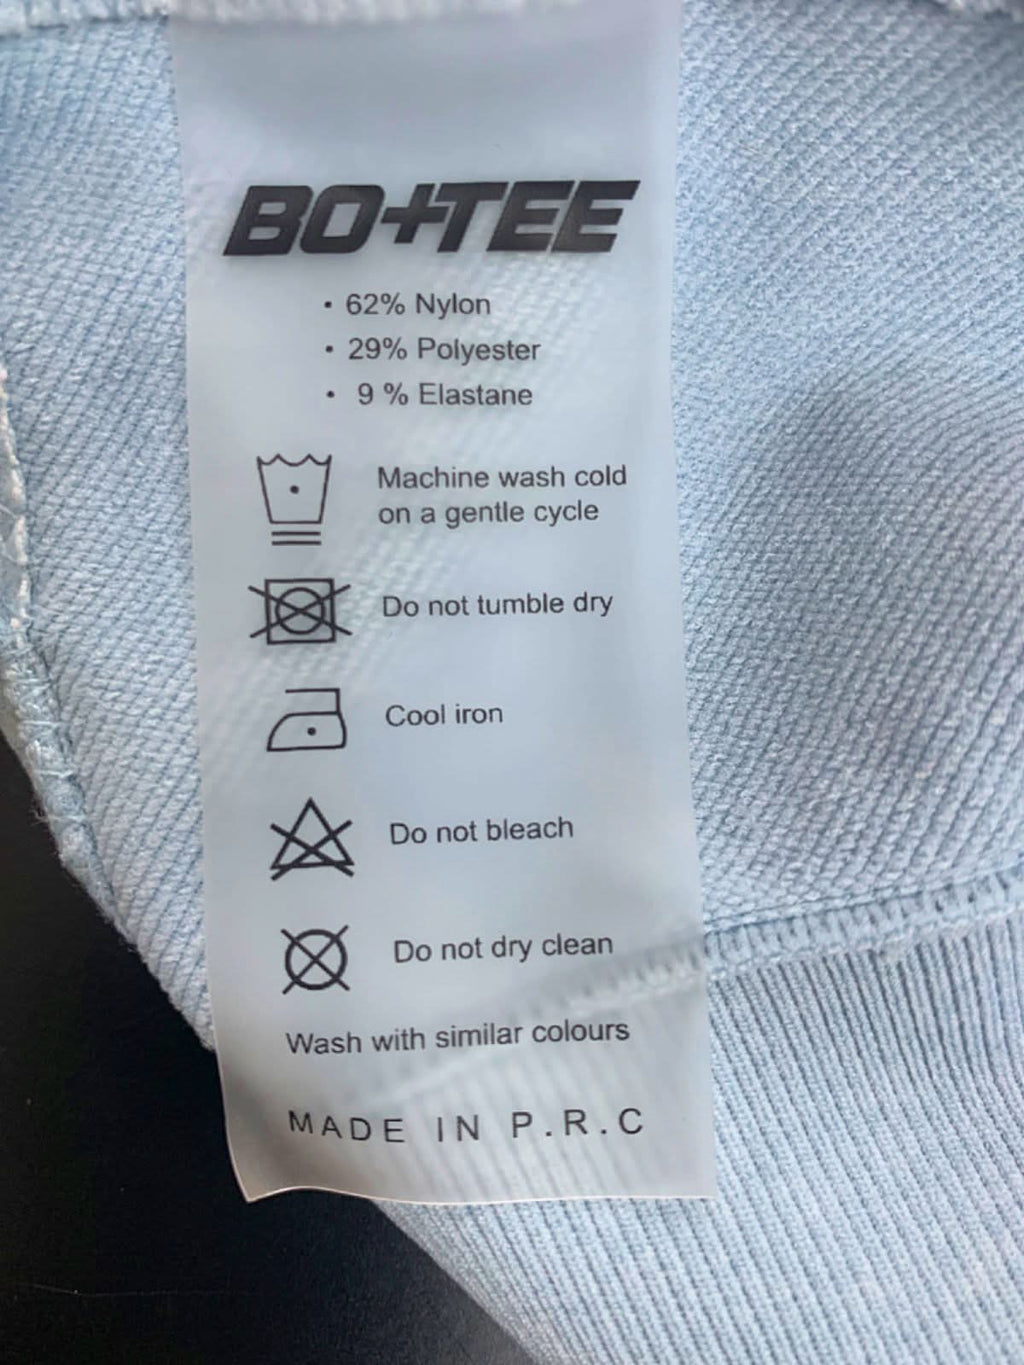 BO+TEE
• 62% Nylon
• 29% Polyester
• 9 % Elastane
Machine wash cold
on a gentle cycle
Do not tumble dry
Cool iron
Do not bleach
Do not dry clean
Wash with similar colours
MADE IN P.R.C